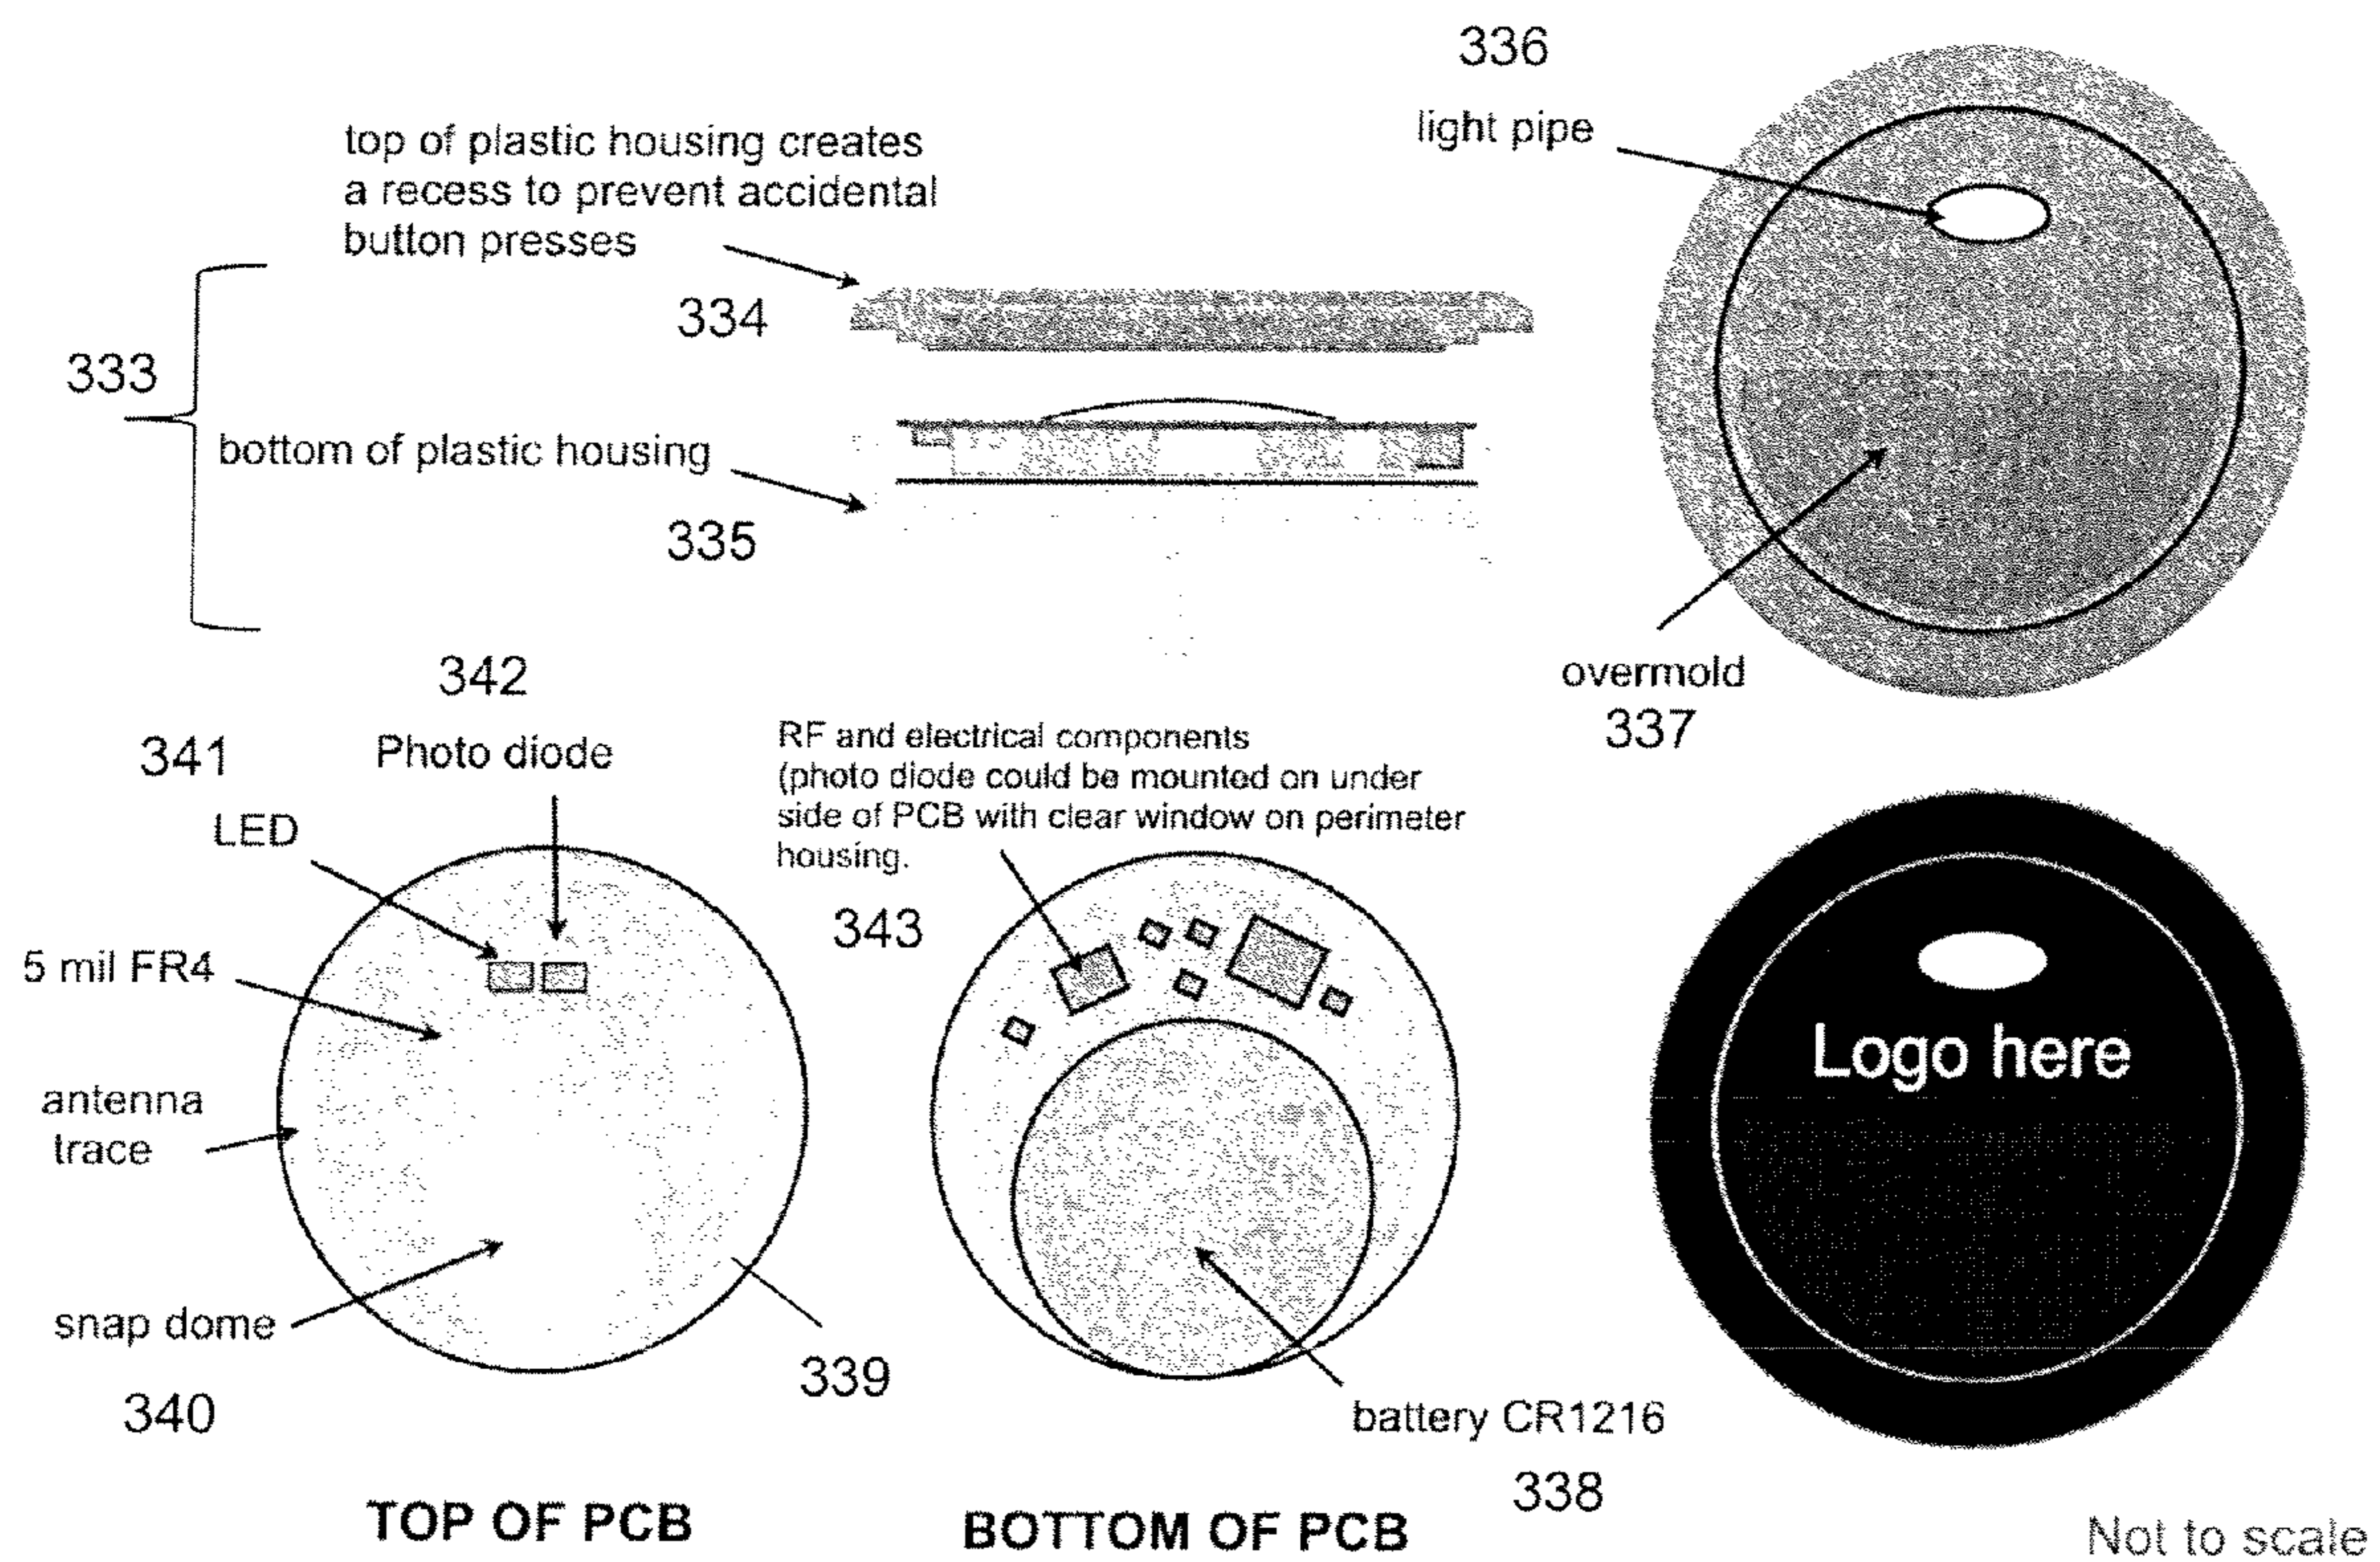 336
light pipe
top of plastic housing creates
a recess to prevent accidental
button presses
334
333
bottom of plastic housing
335
overmold
337
342
341
Photo diode
LED
RF and electrical components
(photo diode could be mounted on under
side of PCB with clear window on perimeter
housing.
343
5 mil FR4
antenna
trace
snap dome
340
339
Logo here
battery CR1216
338
TOP OF PCB
BOTTOM OF PCB
Not to scale